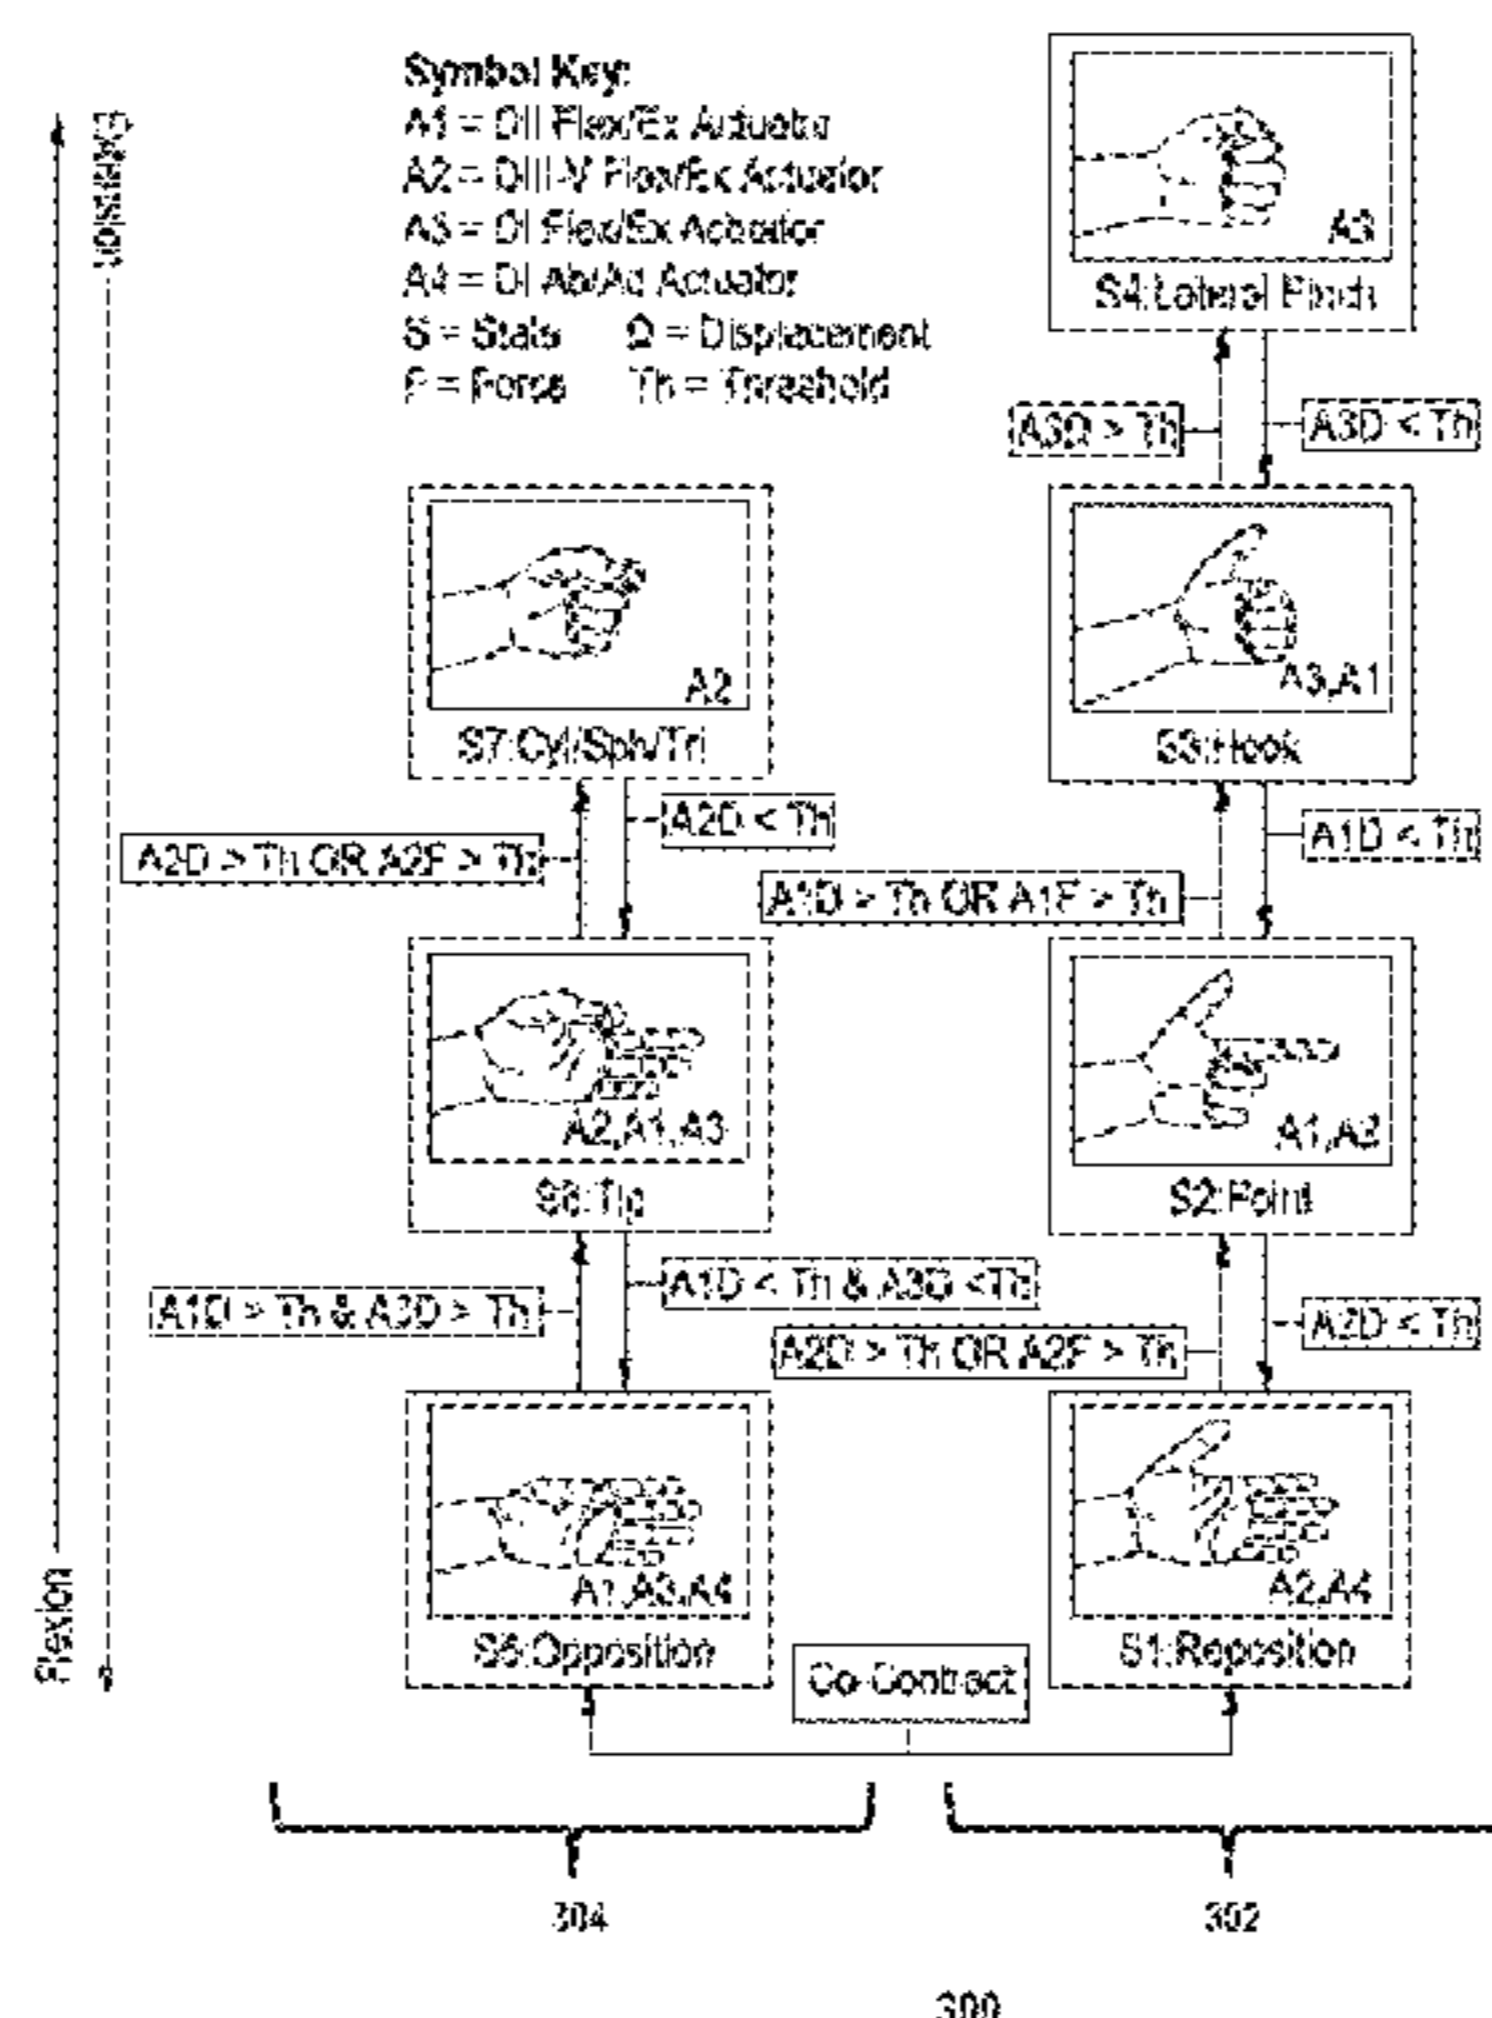 Symbol Key:
A1 = DII Flex/Ex Actuator
A2 = DIII-V Flex/Ex Actuator
A3 = DI Flex/Ex Actuator
A4 = DI Ab/Ad Actuator
S = State D = Displacement
F = Force Th = Threshold
Extension
Flexion
A3
S4:Lateral Pinch
A3D > Th
A3D < Th
A2
S7:Cyl/Sph/Tri
A3,A1
S3:Hook
A2D > Th OR A2F > Th
A2D < Th
A1D > Th OR A1F > Th
A1D < Th
A2,A1,A3
S6:Tip
A1,A2
S2:Point
A1D > Th & A3D > Th
A1D < Th & A3D <Th
A2D > Th OR A2F > Th
A2D < Th
A1,A3,A4
S5:Opposition
A2,A4
S1:Reposition
Co-Contract
304
302
300